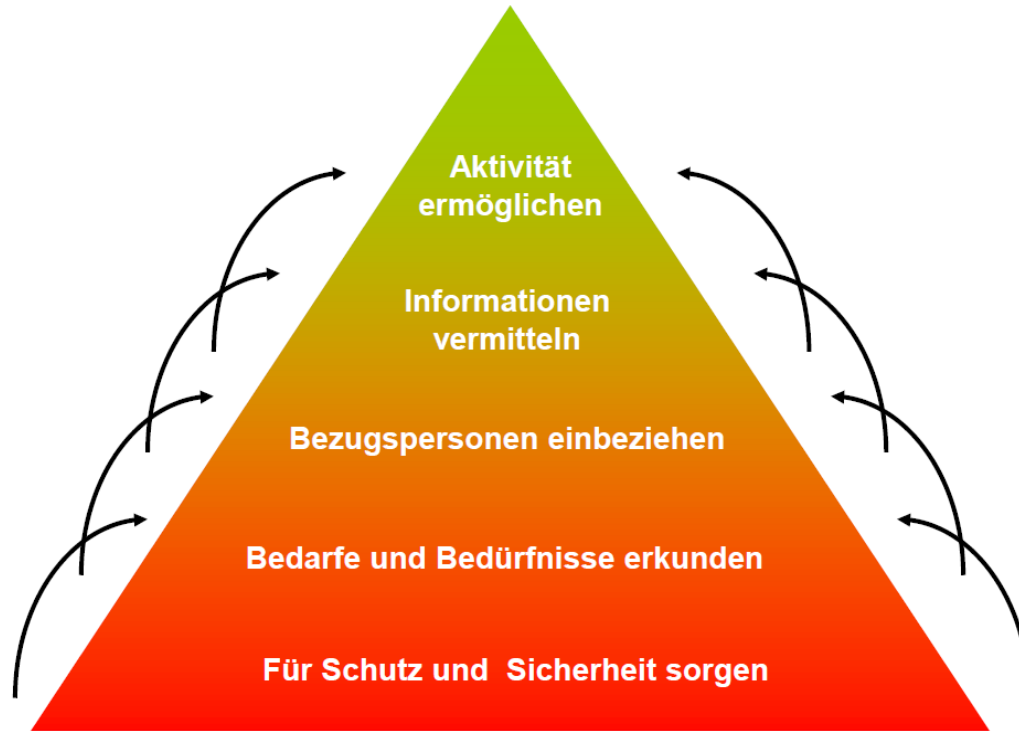 Aktivität
ermöglichen
Informationen
vermitteln
Bezugspersonen einbeziehen
Bedarfe und Bedürfnisse erkunden
Für Schutz und  Sicherheit sorgen